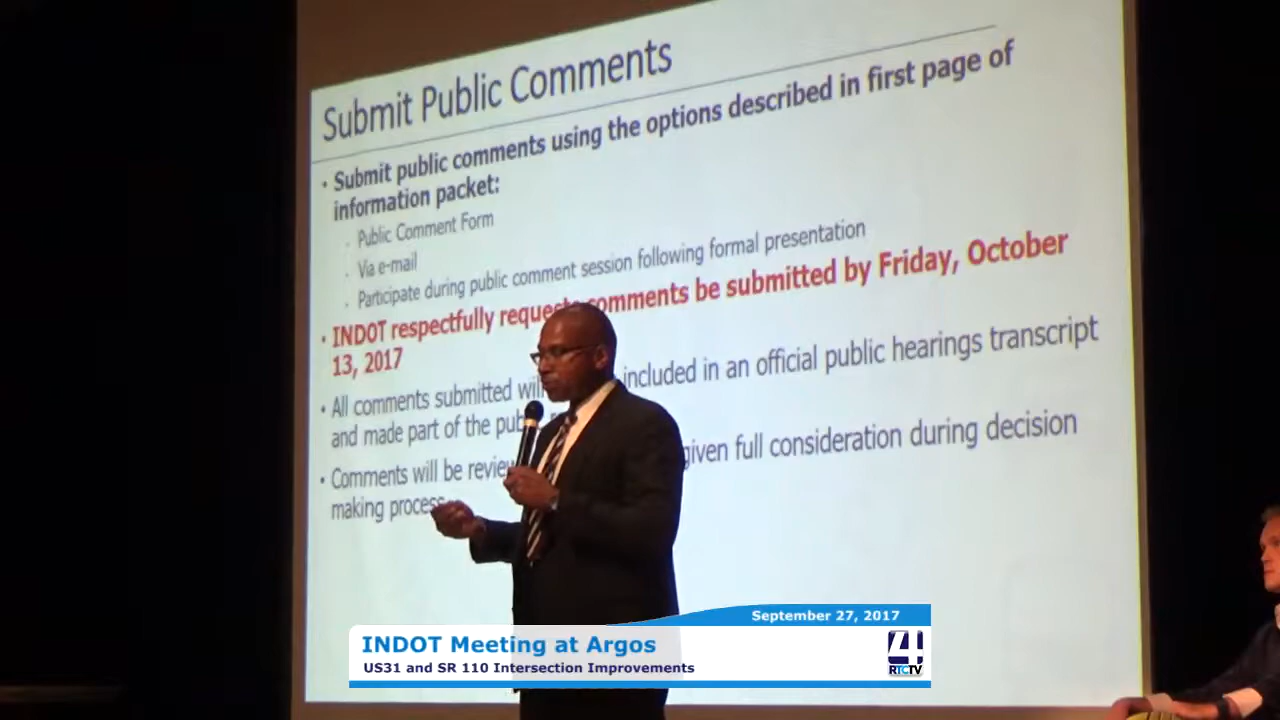 Submit Public Comments
• Submit public comments using the options described in first page of
information packet:
Public Comment Form
Via e-mail
Participate during public comment session following formal presentation
• INDOT respectfully requests comments be submitted by Friday, October
13, 2017
• All comments submitted will included in an official public hearings transcript
and made part of the
• Comments will be given full consideration during decision
making process
September 27, 2017
INDOT Meeting at Argos
US31 and SR 110 Intersection Improvements
4
RTCTV